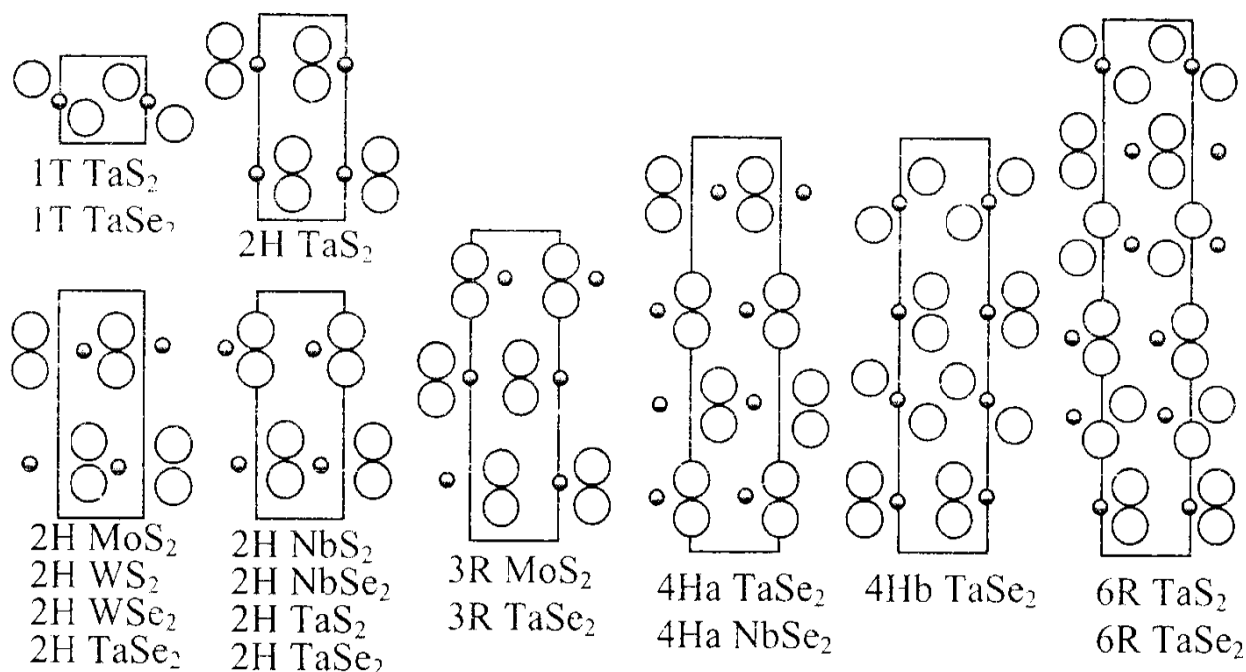 1T TaS₂
1T TaSe₂
2H TaS₂
2H MoS₂
2H WS₂
2H WSe₂
2H TaSe₂
2H NbS₂
2H NbSe₂
2H TaS₂
2H TaSe₂
3R MoS₂
3R TaSe₂
4Ha TaSe₂
4Ha NbSe₂
4Hb TaSe₂
6R TaS₂
6R TaSe₂